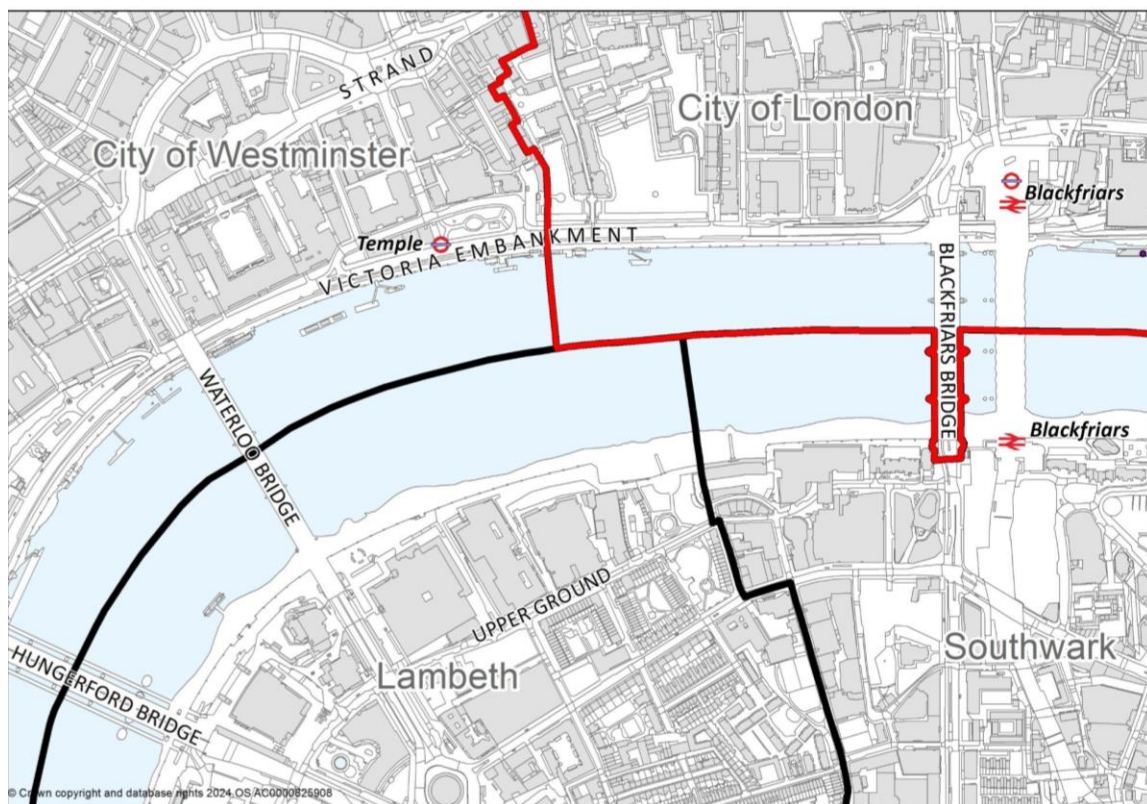 STRAND
City of London
City of Westminster
Blackfriars
Temple
VICTORIA EMBANKMENT
BLACKFRIARS BRIDGE
WATERLOO BRIDGE
Blackfriars
UPPER GROUND
Southwark
Lambeth
HUNGERFORD BRIDGE
© Crown copyright and database rights 2024 OS AC0000825908